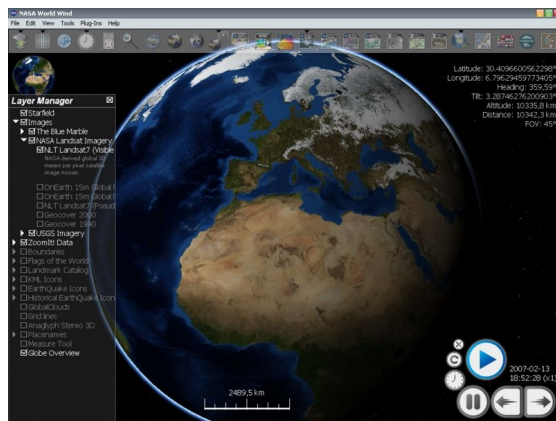 NASA World Wind
File Edit View Tools Plug-Ins Help
Latitude: 30.4096600562298°
Longitude: 6.79629459773405°
Heading: 359,59°
Tilt: 3.28746276200903°
Altitude: 10335,8 km
Distance: 10342,3 km
FOV: 45°
Layer Manager
Starfield
Images
The Blue Marble
NASA Landsat Imagery
NLT Landsat7 (Visible
NASA derived global 30
meters per pixel satellite
image mosaic
OnEarth 15m Global
OnEarth 15m Global
NLT Landsat7 (Pseud
Geocover 2000
Geocover 1990
USGS Imagery
ZoomIt! Data
Boundaries
Flags of the World
Landmark Catalog
KML Icons
EarthQuake Icons
Historical EarthQuake Icon
GlobalClouds
Grid lines
Anaglyph Stereo 3D
Placenames
Measure Tool
Globe Overview
2489,5 km
2007-02-13
18:52:28 (x1)